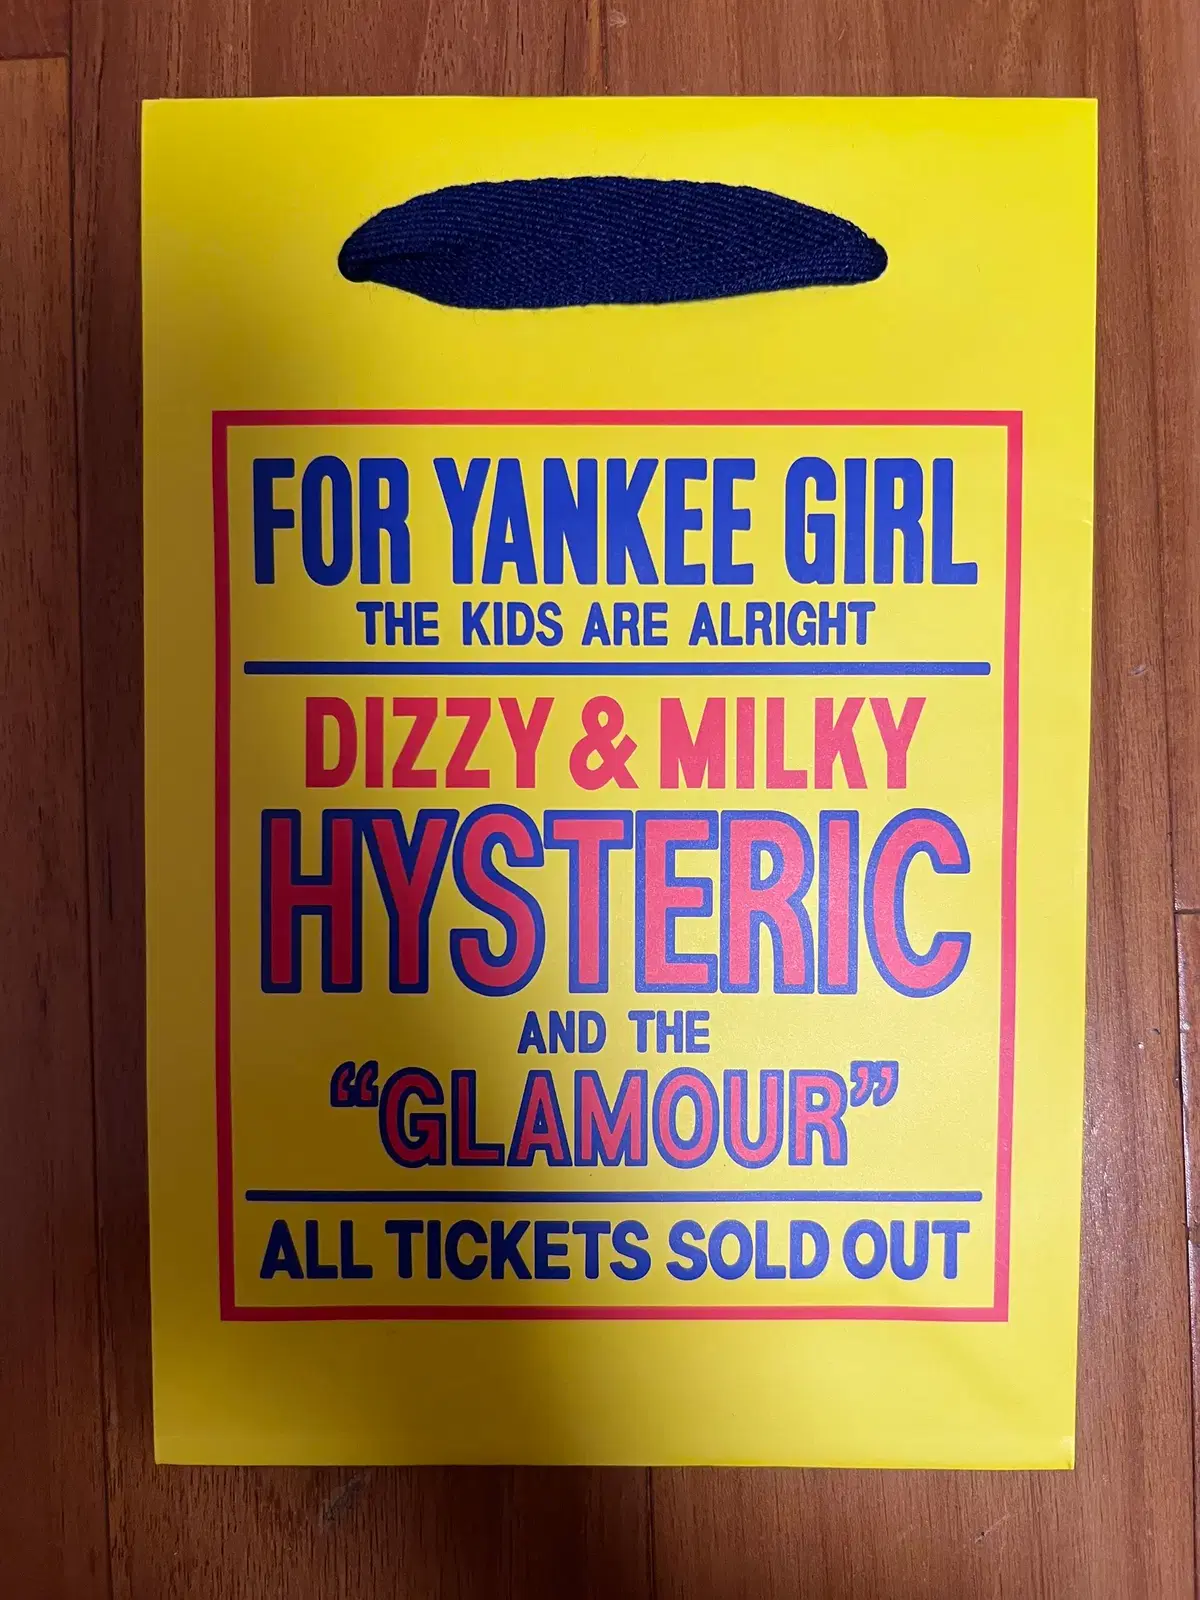 FOR YANKEE GIRL
THE KIDS ARE ALRIGHT
DIZZY & MILKY
HYSTERIC
AND THE
“GLAMOUR”
ALL TICKETS SOLD OUT